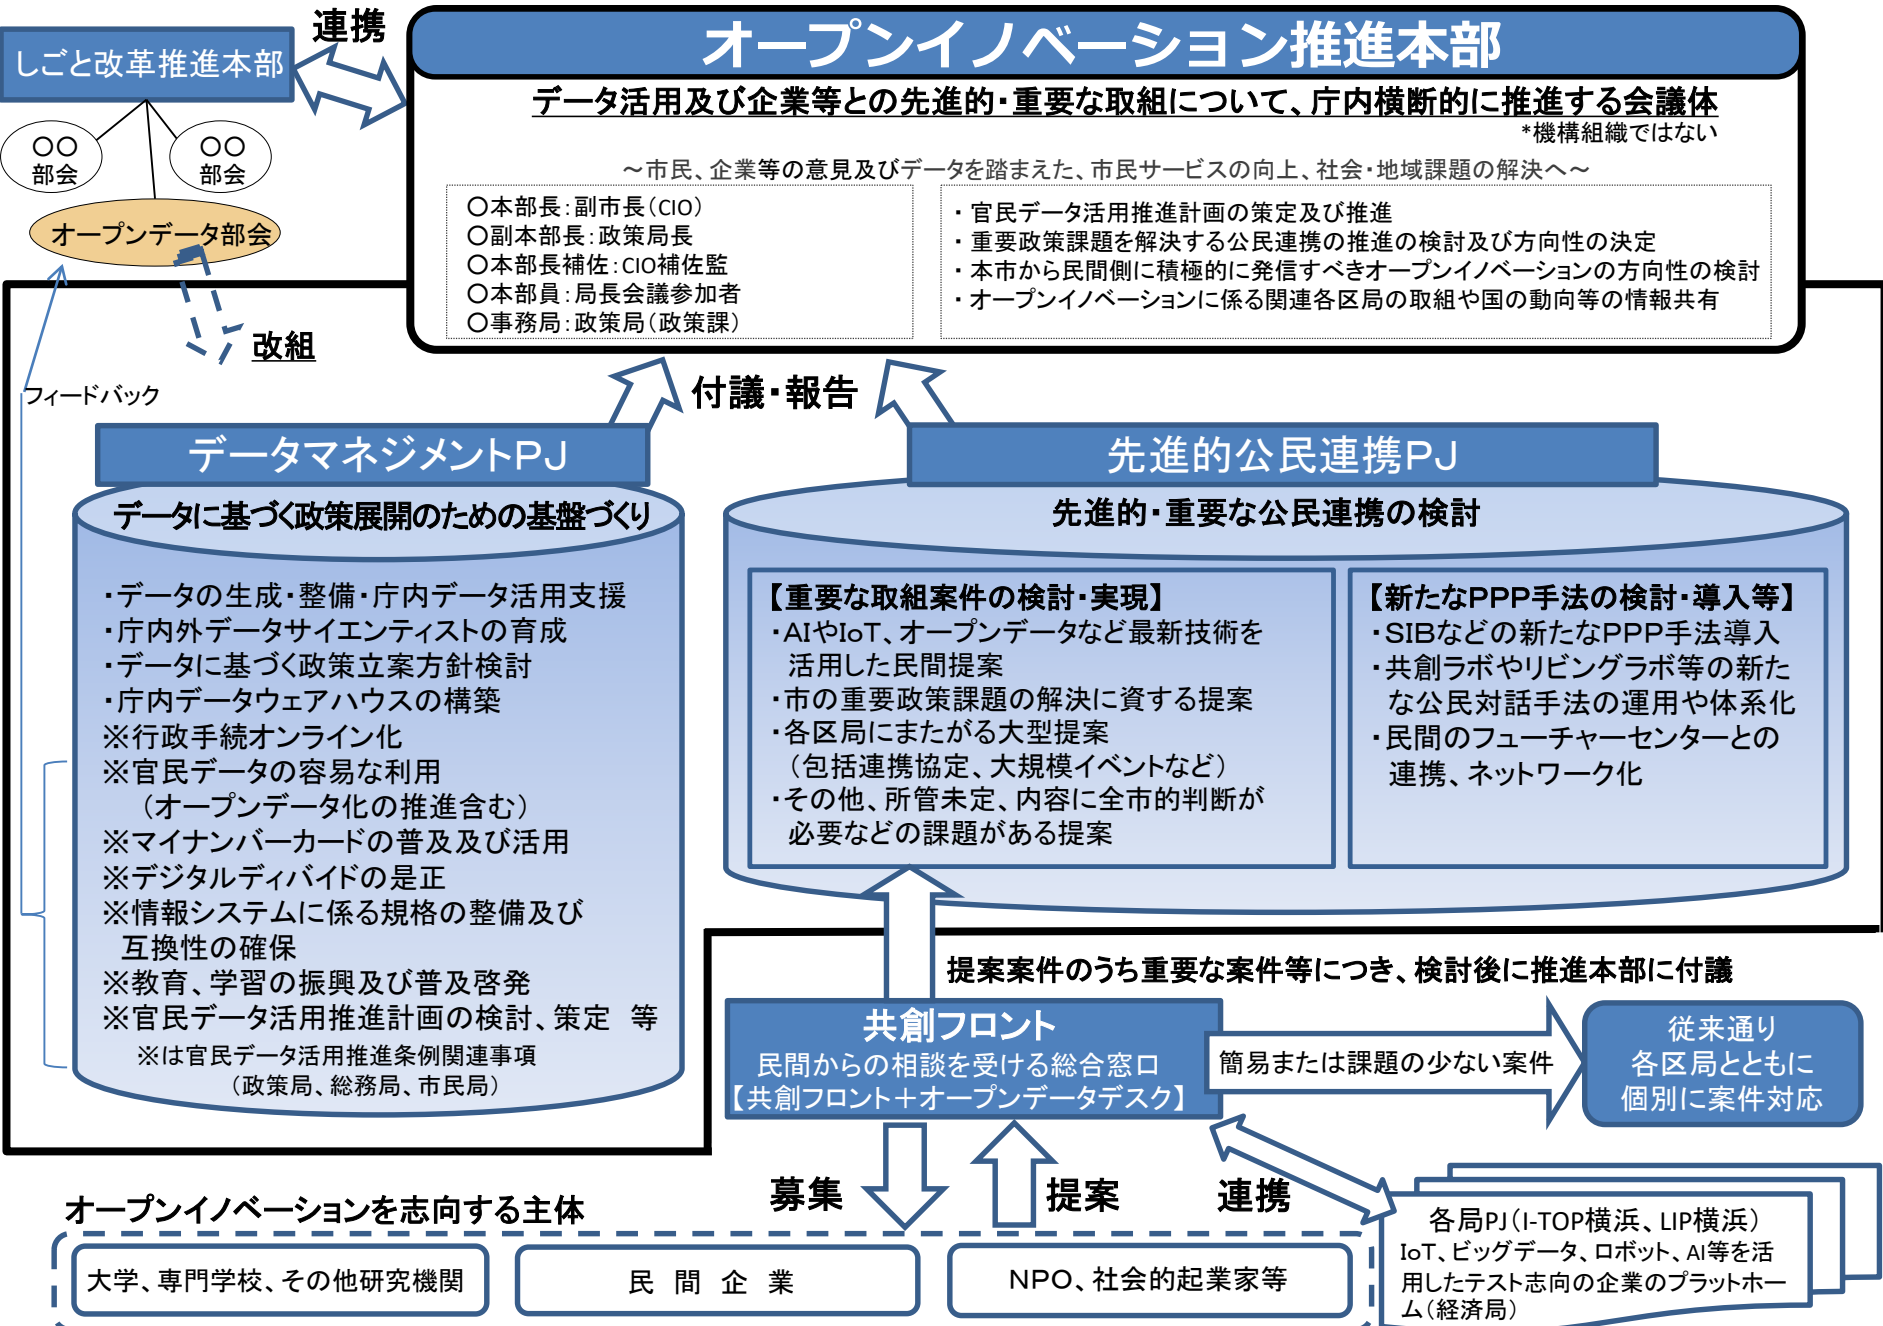 連携
しごと改革推進本部
〇〇
部会
〇〇
部会
オープンデータ部会
改組
フィードバック
オープンイノベーション推進本部
データ活用及び企業等との先進的・重要な取組について、庁内横断的に推進する会議体
*機構組織ではない
～市民、企業等の意見及びデータを踏まえた、市民サービスの向上、社会・地域課題の解決へ～
〇本部長：副市長（CIO）
〇副本部長：政策局長
〇本部長補佐：CIO補佐監
〇本部員：局長会議参加者
〇事務局：政策局（政策課）
・官民データ活用推進計画の策定及び推進
・重要政策課題を解決する公民連携の推進の検討及び方向性の決定
・本市から民間側に積極的に発信すべきオープンイノベーションの方向性の検討
・オープンイノベーションに係る関連各区局の取組や国の動向等の情報共有
付議・報告
データマネジメントPJ
データに基づく政策展開のための基盤づくり
・データの生成・整備・庁内データ活用支援
・庁内外データサイエンティストの育成
・データに基づく政策立案方針検討
・庁内データウェアハウスの構築
※行政手続オンライン化
※官民データの容易な利用
（オープンデータ化の推進含む）
※マイナンバーカードの普及及び活用
※デジタルディバイドの是正
※情報システムに係る規格の整備及び
互換性の確保
※教育、学習の振興及び普及啓発
※官民データ活用推進計画の検討、策定　等
※は官民データ活用推進条例関連事項
（政策局、総務局、市民局）
先進的公民連携PJ
先進的・重要な公民連携の検討
【重要な取組案件の検討・実現】
・AIやIoT、オープンデータなど最新技術を
活用した民間提案
・市の重要政策課題の解決に資する提案
・各区局にまたがる大型提案
（包括連携協定、大規模イベントなど）
・その他、所管未定、内容に全市的判断が
必要などの課題がある提案
【新たなPPP手法の検討・導入等】
・SIBなどの新たなPPP手法導入
・共創ラボやリビングラボ等の新た
な公民対話手法の運用や体系化
・民間のフューチャーセンターとの
連携、ネットワーク化
提案案件のうち重要な案件等につき、検討後に推進本部に付議
共創フロント
民間からの相談を受ける総合窓口
【共創フロント＋オープンデータデスク】
簡易または課題の少ない案件
従来通り
各区局とともに
個別に案件対応
募集
提案
連携
オープンイノベーションを志向する主体
大学、専門学校、その他研究機関
民間企業
NPO、社会的起業家等
各局PJ（I-TOP横浜、LIP横浜）
IoT、ビッグデータ、ロボット、AI等を活
用したテスト志向の企業のプラットホー
ム（経済局）